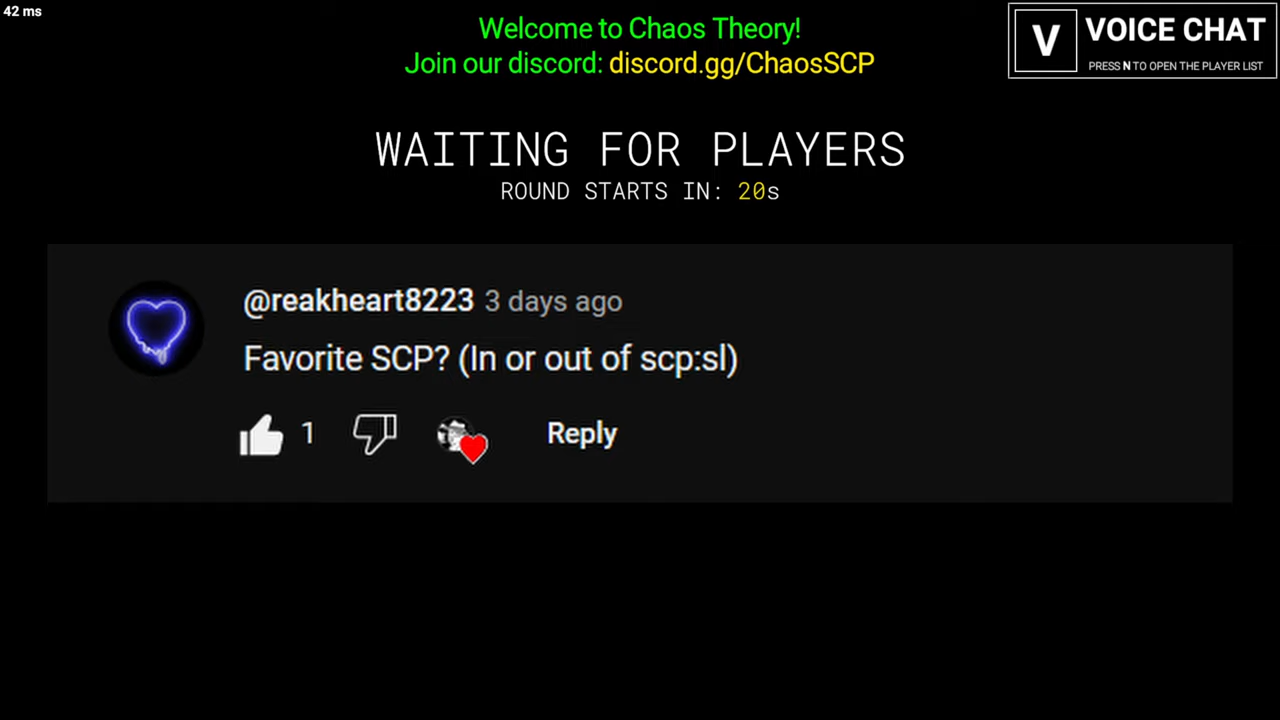 42 ms
Welcome to Chaos Theory!
Join our discord: discord.gg/ChaosSCP
V
VOICE CHAT
PRESS N TO OPEN THE PLAYER LIST
WAITING FOR PLAYERS
ROUND STARTS IN: 20s
@reakheart8223 3 days ago
Favorite SCP? (In or out of scp:sl)
1 Reply